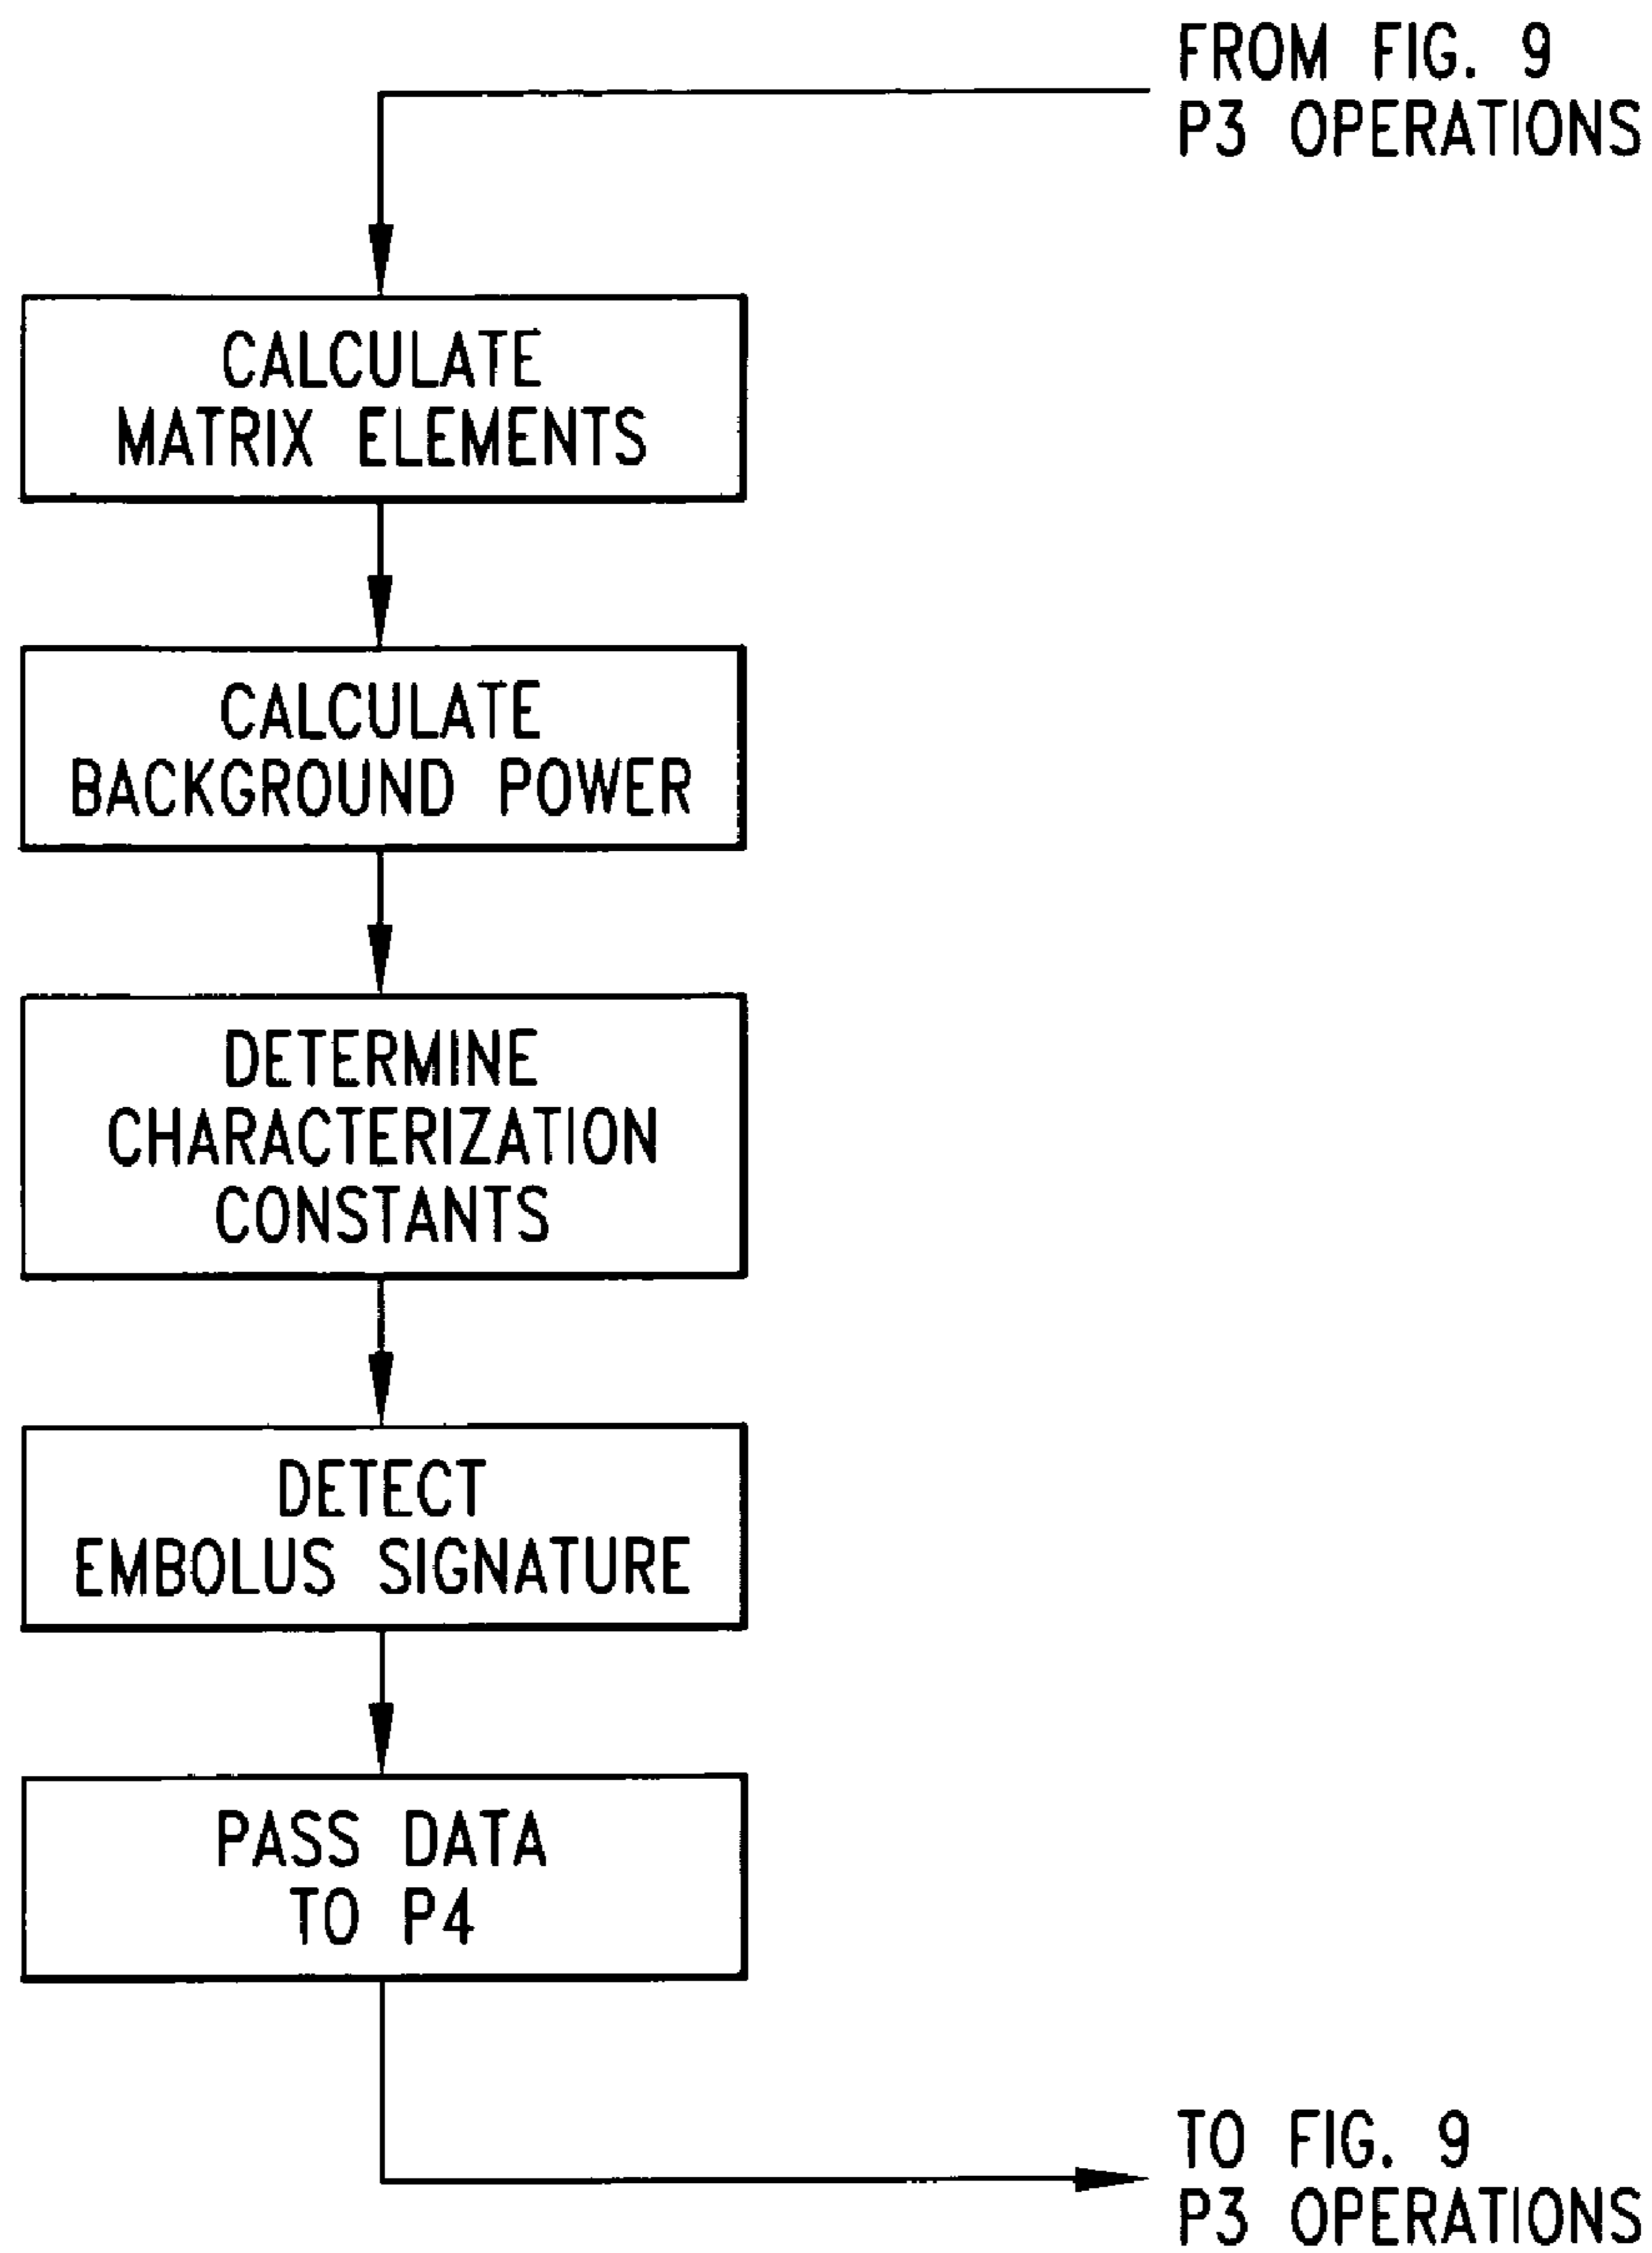 FROM FIG. 9
P3 OPERATIONS
CALCULATE
MATRIX ELEMENTS
CALCULATE
BACKGROUND POWER
DETERMINE
CHARACTERIZATION
CONSTANTS
DETECT
EMBOLUS SIGNATURE
PASS DATA
TO P4
TO FIG. 9
P3 OPERATIONS